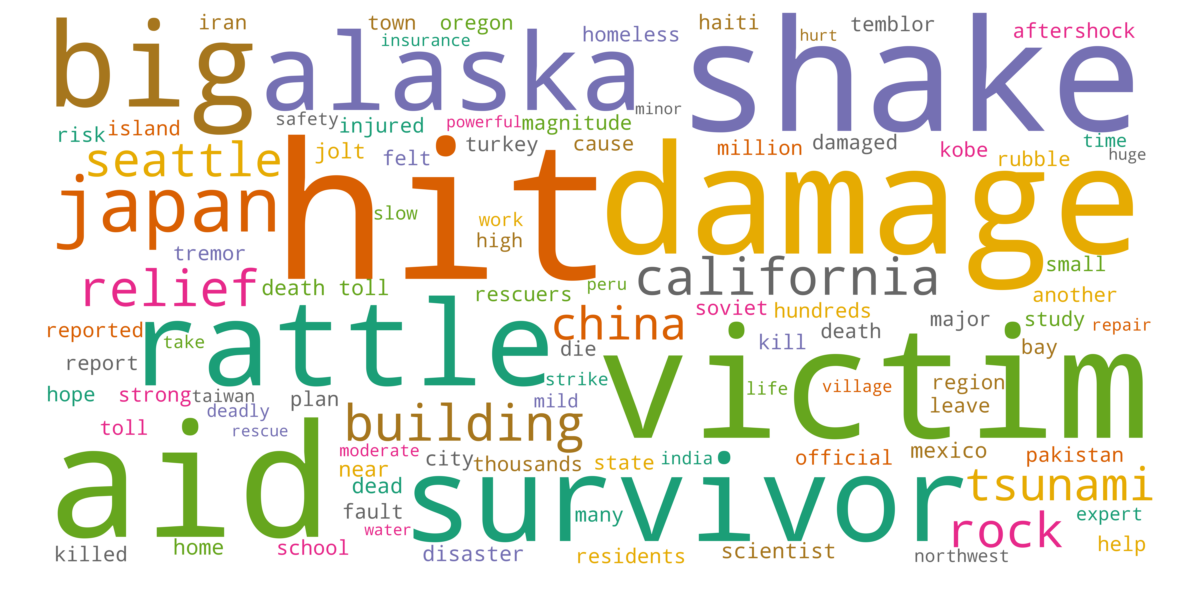 iran
town
oregon
insurance
homeless
haiti
hurt
temblor
aftershock
big
alaska
shake
minor
safety
injured
powerful
magnitude
risk
island
seattle
jolt
felt
turkey
cause
million
damaged
kobe
rubble
time
huge
japan
hit
damage
slow
work
high
tremor
california
small
relief
death toll
rescuers
peru
another
soviet
hundreds
reported
rattle
take
china
death
major
study
repair
report
die
kill
bay
victim
hope
strong
taiwan
plan
strike
mild
life
village
region
leave
deadly
rescue
toll
building
aid
moderate
near
city
thousands
state
india
official
mexico
pakistan
dead
survivor
tsunami
fault
water
many
rock
expert
killed
home
school
disaster
residents
scientist
northwest
help